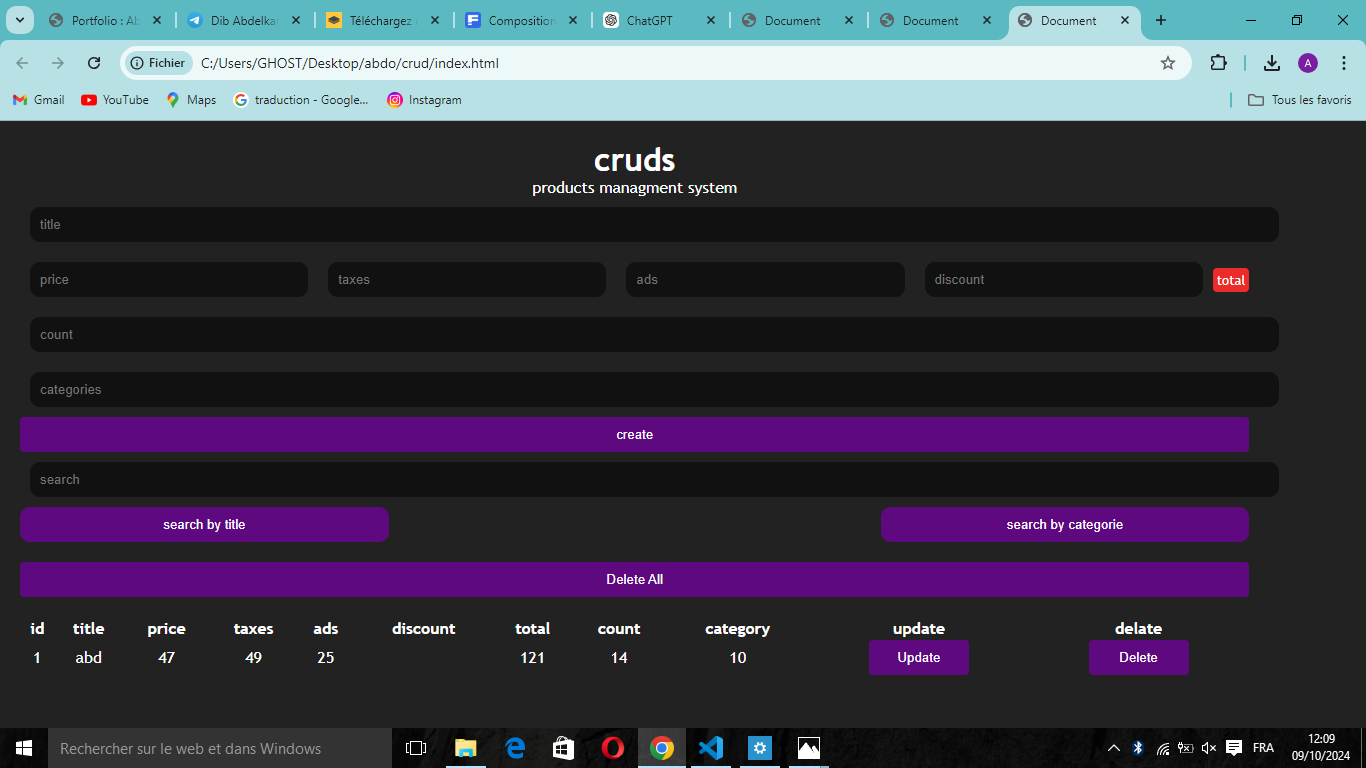 Portfolio : Ab
Dib Abdelka
Téléchargez
Composition
ChatGPT
Document
Document
Document
Fichier
C:/Users/GHOST/Desktop/abdo/crud/index.html
A
Gmail
YouTube
Maps
traduction - Google...
Instagram
Tous les favoris
cruds
products managment system
title
price taxes ads discount total
count
categories
create
search
search by title search by categorie
Delete All
id title price taxes ads discount total count category update delate
1 abd 47 49 25 121 14 10 Update Delete
Rechercher sur le web et dans Windows
FRA
12:09
09/10/2024